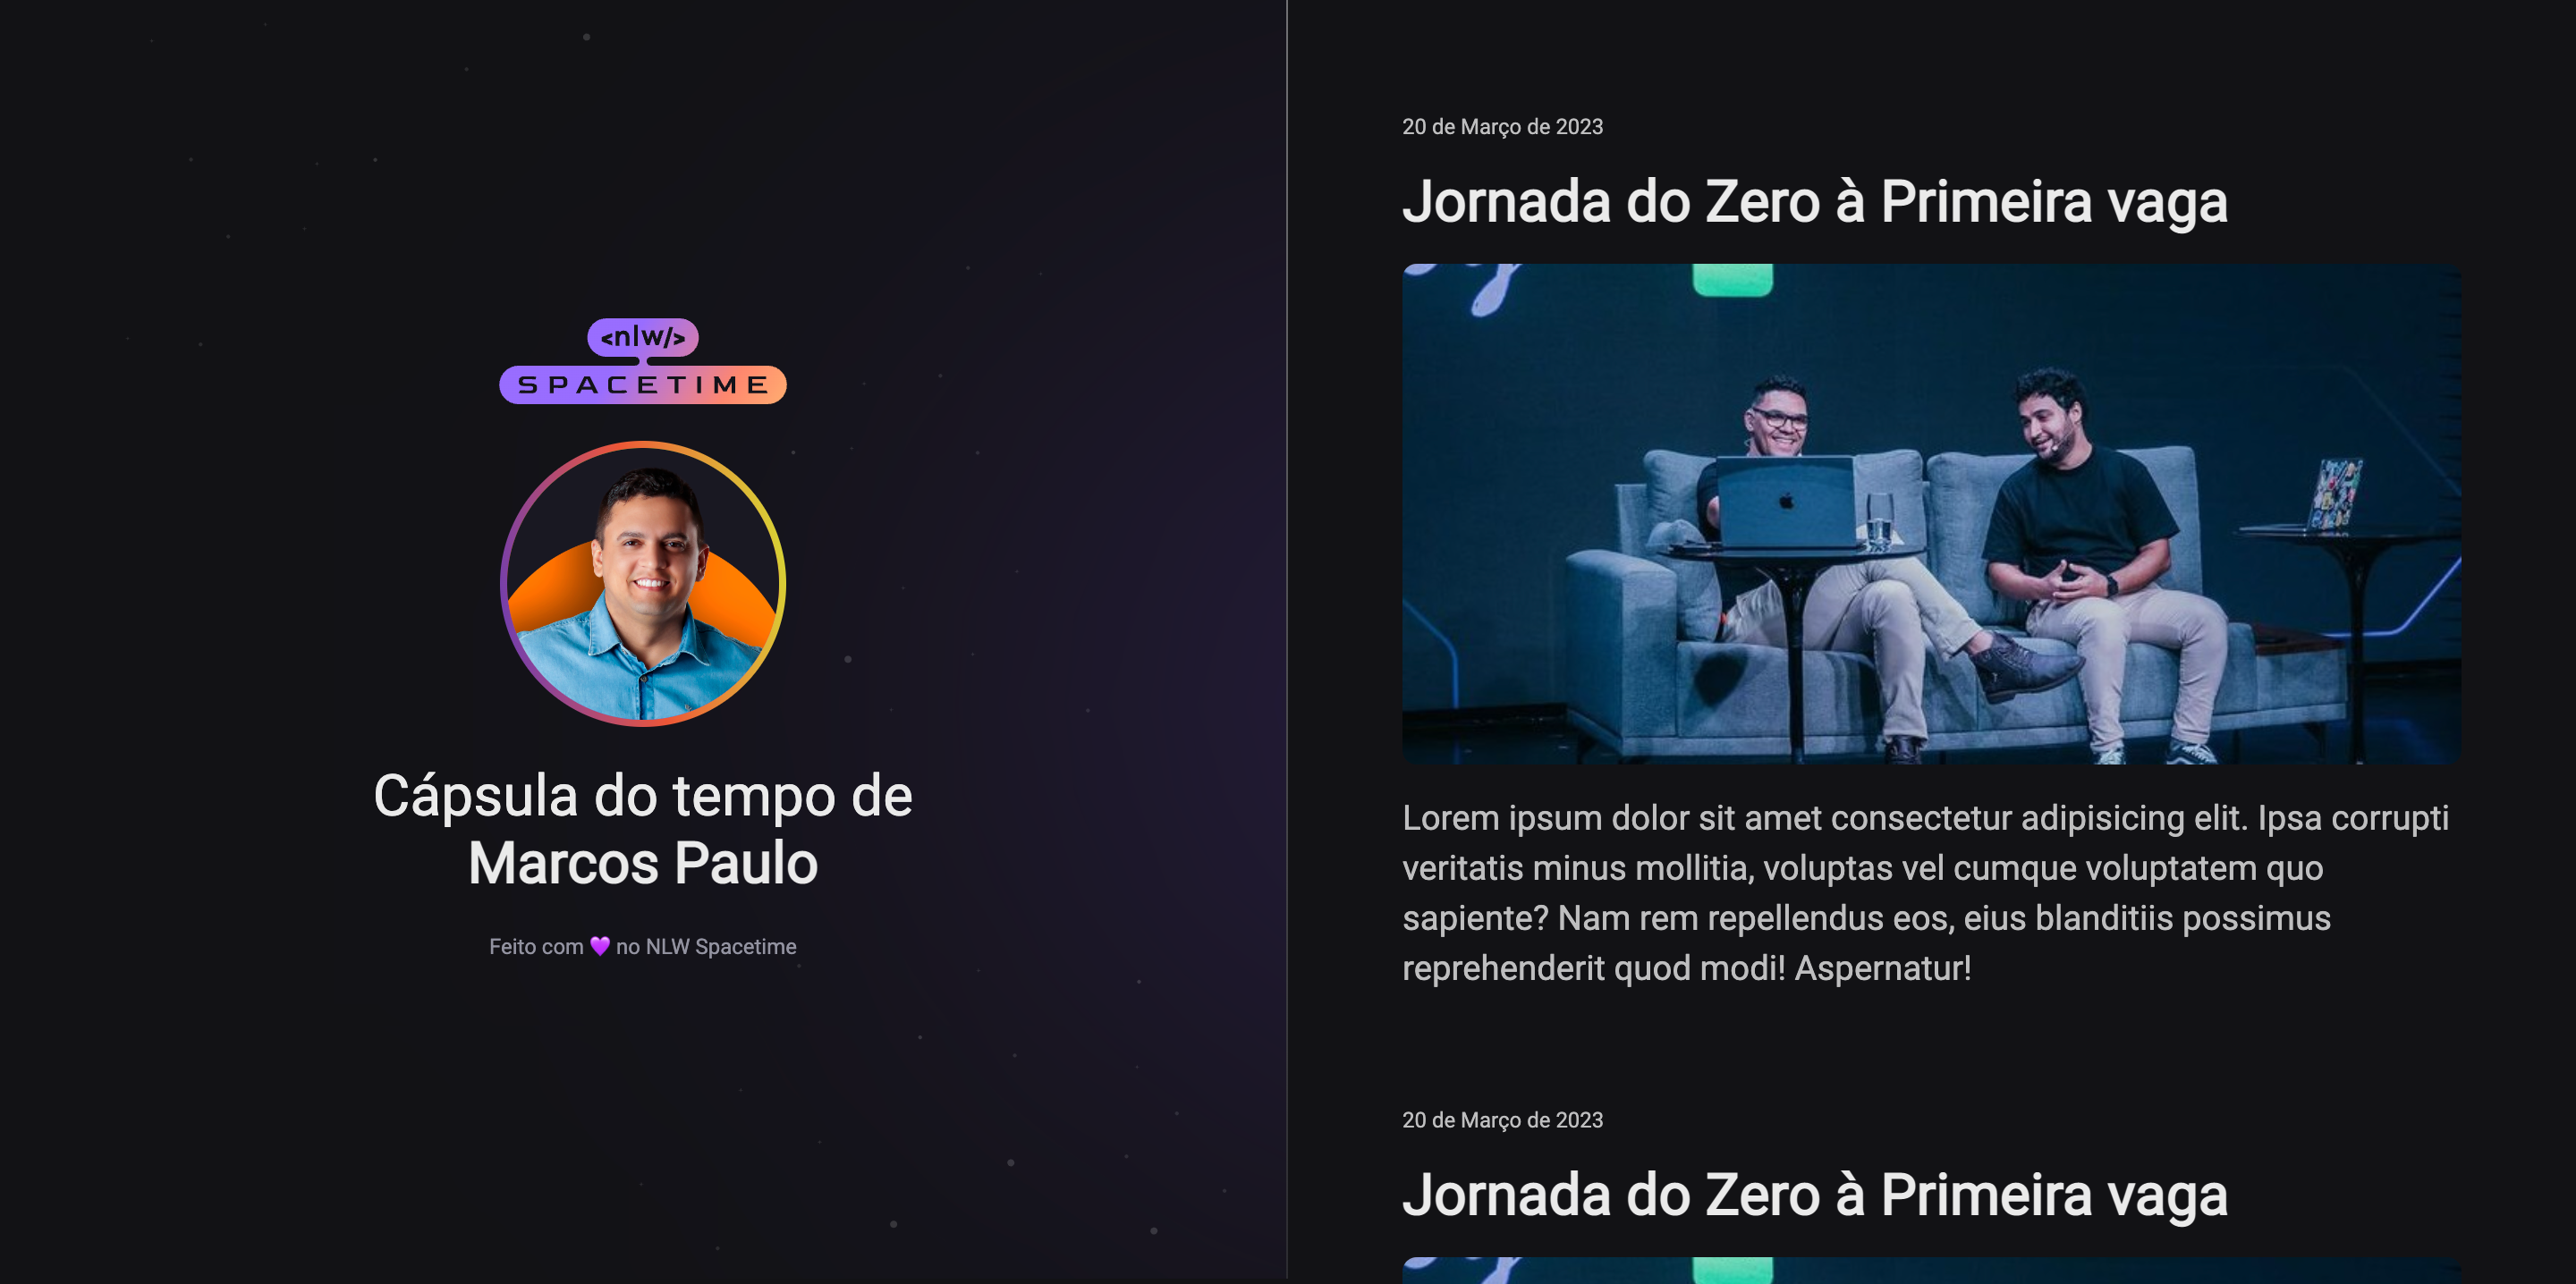 <nlw/>
SPACETIME
Cápsula do tempo de
Marcos Paulo
Feito com 💜 no NLW Spacetime
20 de Março de 2023
Jornada do Zero à Primeira vaga
Lorem ipsum dolor sit amet consectetur adipisicing elit. Ipsa corrupti
veritatis minus mollitia, voluptas vel cumque voluptatem quo
sapiente? Nam rem repellendus eos, eius blanditiis possimus
reprehenderit quod modi! Aspernatur!
20 de Março de 2023
Jornada do Zero à Primeira vaga